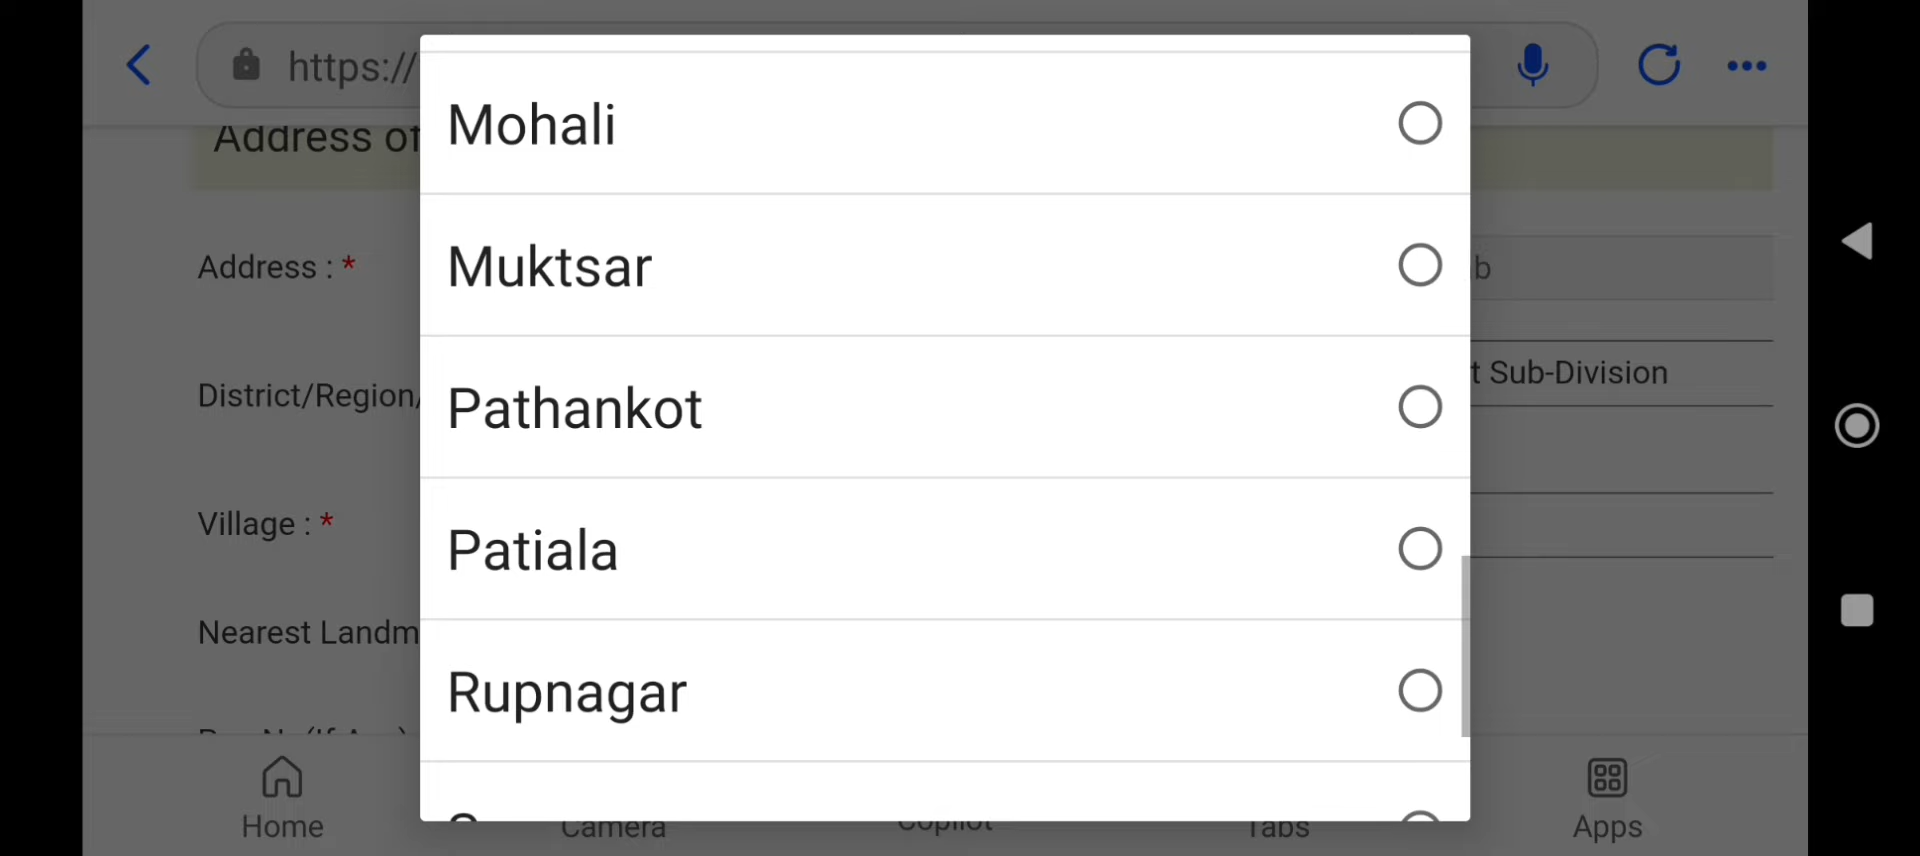 https://
Address of
Mohali
Address : *
b
Muktsar
District/Region/
t Sub-Division
Pathankot
Village : *
Patiala
Nearest Landm
Rupnagar
Home
Camera
Copilot
Tabs
Apps